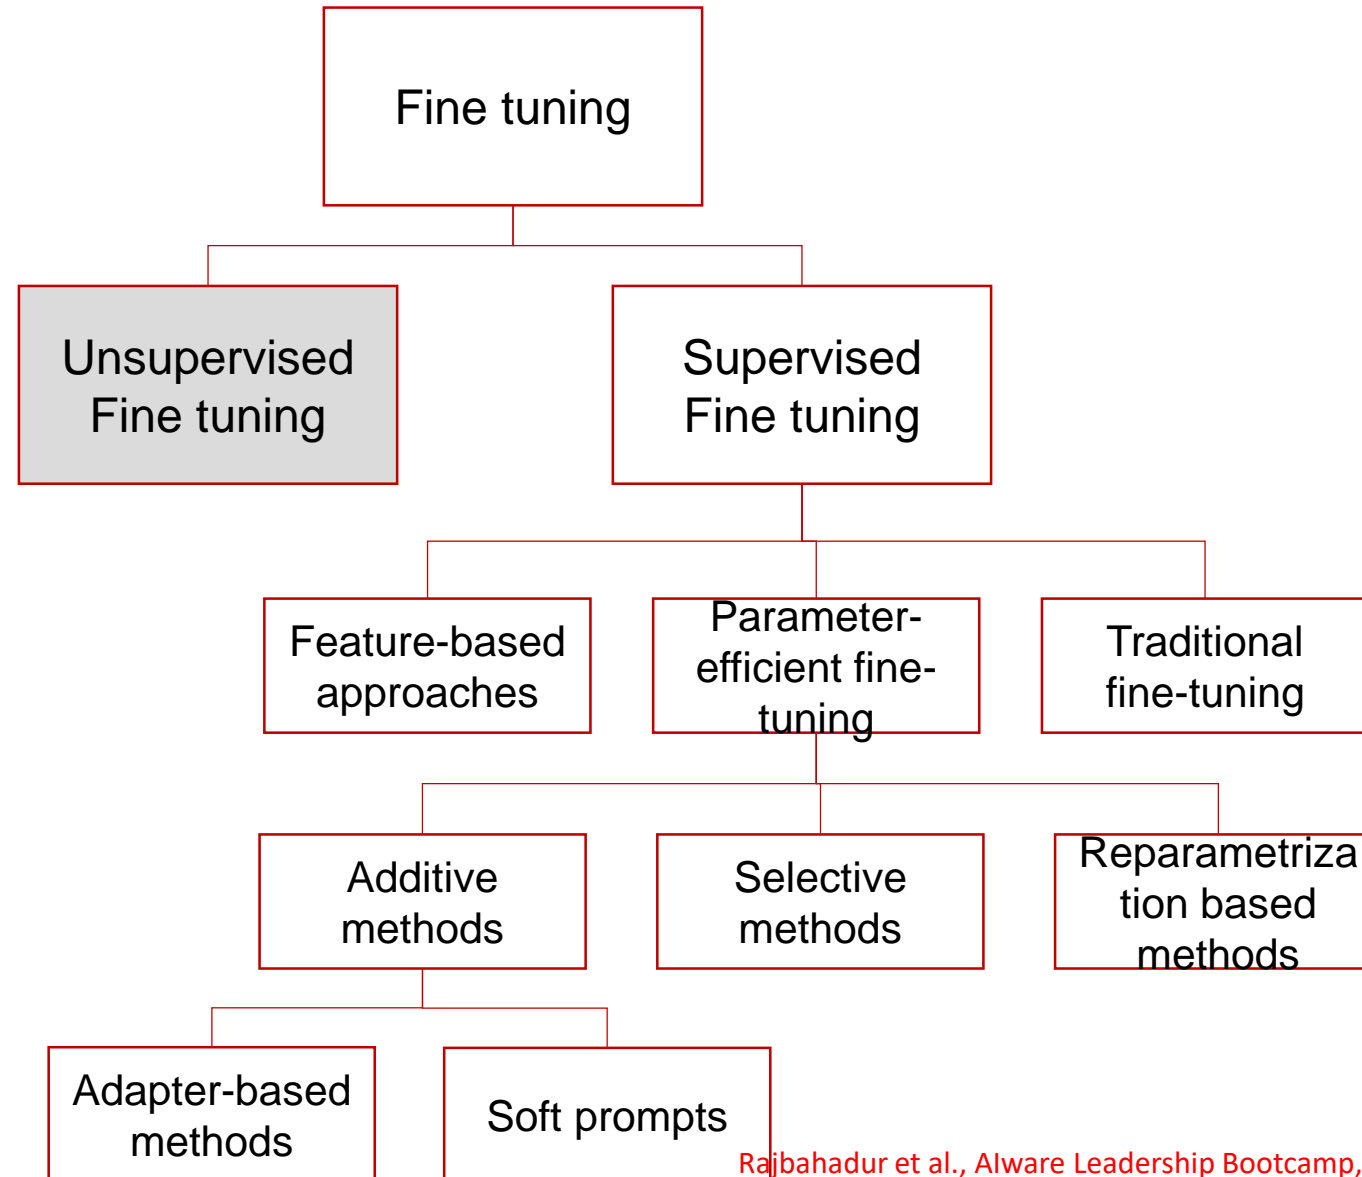 Fine tuning
Unsupervised
Fine tuning
Supervised
Fine tuning
Feature-based
approaches
Parameter-
efficient fine-
tuning
Traditional
fine-tuning
Additive
methods
Selective
methods
Reparametriza
tion based
methods
Adapter-based
methods
Soft prompts
Rajbahadur et al., AIware Leadership Bootcamp,